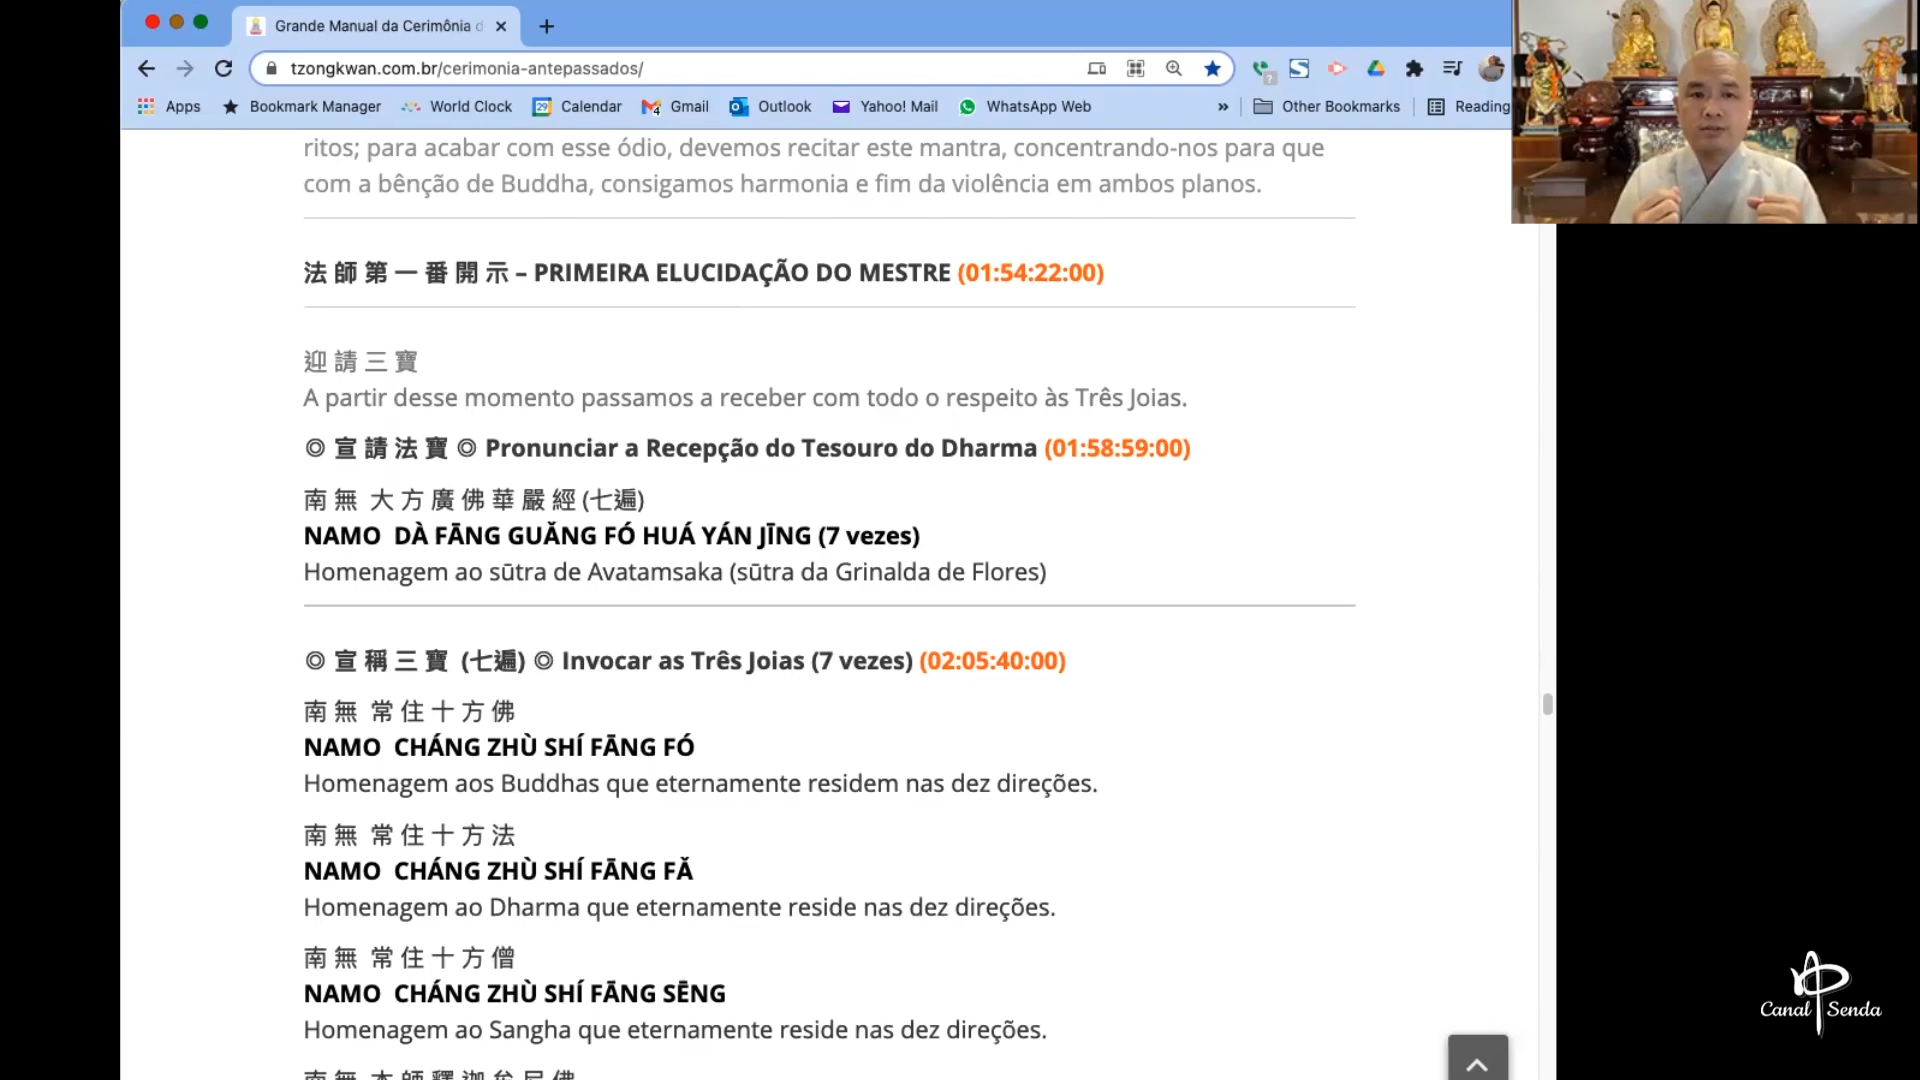 Grande Manual da Cerimônia d
tzongkwan.com.br/cerimonia-antepassados/
Apps Bookmark Manager World Clock 29 Calendar 4 Gmail Outlook Yahoo! Mail WhatsApp Web » Other Bookmarks Reading
ritos; para acabar com esse ódio, devemos recitar este mantra, concentrando-nos para que
com a bênção de Buddha, consigamos harmonia e fim da violência em ambos planos.
法 師 第 一 番 開 示 – PRIMEIRA ELUCIDAÇÃO DO MESTRE (01:54:22:00)
迎 請 三 寶
A partir desse momento passamos a receber com todo o respeito às Três Joias.
◎ 宣 請 法 寶 ◎ Pronunciar a Recepção do Tesouro do Dharma (01:58:59:00)
南 無 大 方 廣 佛 華 嚴 經 (七遍)
NAMO DÀ FĀNG GUǍNG FÓ HUÁ YÁN JĪNG (7 vezes)
Homenagem ao sūtra de Avatamsaka (sūtra da Grinalda de Flores)
◎ 宣 稱 三 寶 (七遍) ◎ Invocar as Três Joias (7 vezes) (02:05:40:00)
南 無 常 住 十 方 佛
NAMO CHÁNG ZHÙ SHÍ FĀNG FÓ
Homenagem aos Buddhas que eternamente residem nas dez direções.
南 無 常 住 十 方 法
NAMO CHÁNG ZHÙ SHÍ FĀNG FǍ
Homenagem ao Dharma que eternamente reside nas dez direções.
南 無 常 住 十 方 僧
NAMO CHÁNG ZHÙ SHÍ FĀNG SĒNG
Homenagem ao Sangha que eternamente reside nas dez direções.
南 無 本 師 釋 迦 牟 尼 佛
Canal Senda